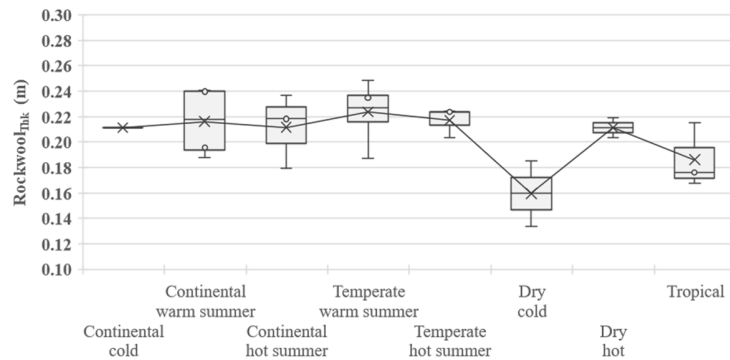 0.30
0.28
0.26
0.24
0.22
0.20
0.18
0.16
0.14
0.12
0.10
Rockwool_thk (m)
Continental
warm summer
Temperate
warm summer
Dry
cold
Tropical
Continental
cold
Continental
hot summer
Temperate
hot summer
Dry
hot